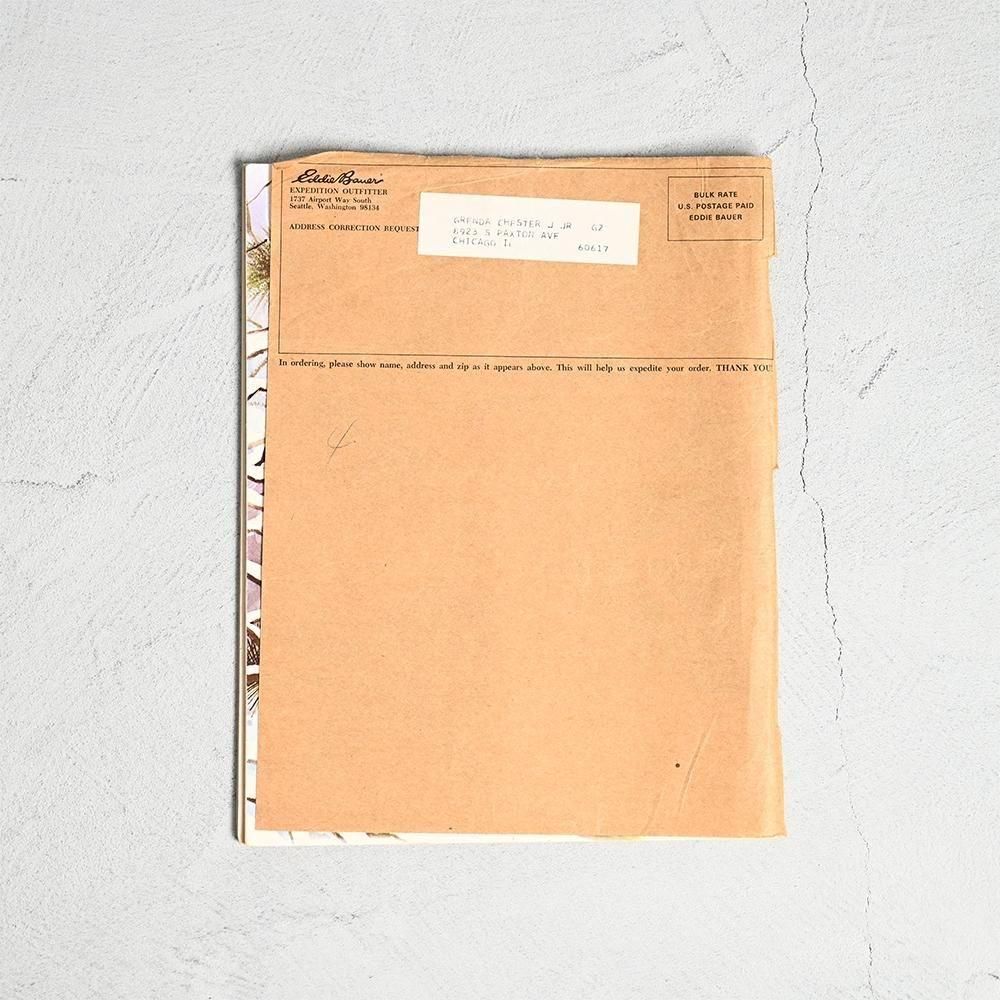 Eddie Bauer
EXPEDITION OUTFITTER
1737 Airport Way South
Seattle, Washington 98134
ADDRESS CORRECTION REQUEST
GRENDA CHESTER J JR G2
8923 S PAXTON AVE
CHICAGO IL 60617
BULK RATE
U.S. POSTAGE PAID
EDDIE BAUER
In ordering, please show name, address and zip as it appears above. This will help us expedite your order. THANK YOU!
4